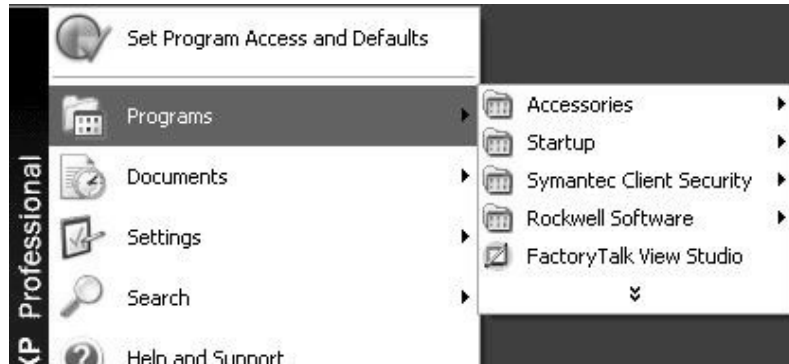 Set Program Access and Defaults
Programs
Documents
Settings
Search
Help and Support
XP Professional
Accessories
Startup
Symantec Client Security
Rockwell Software
FactoryTalk View Studio